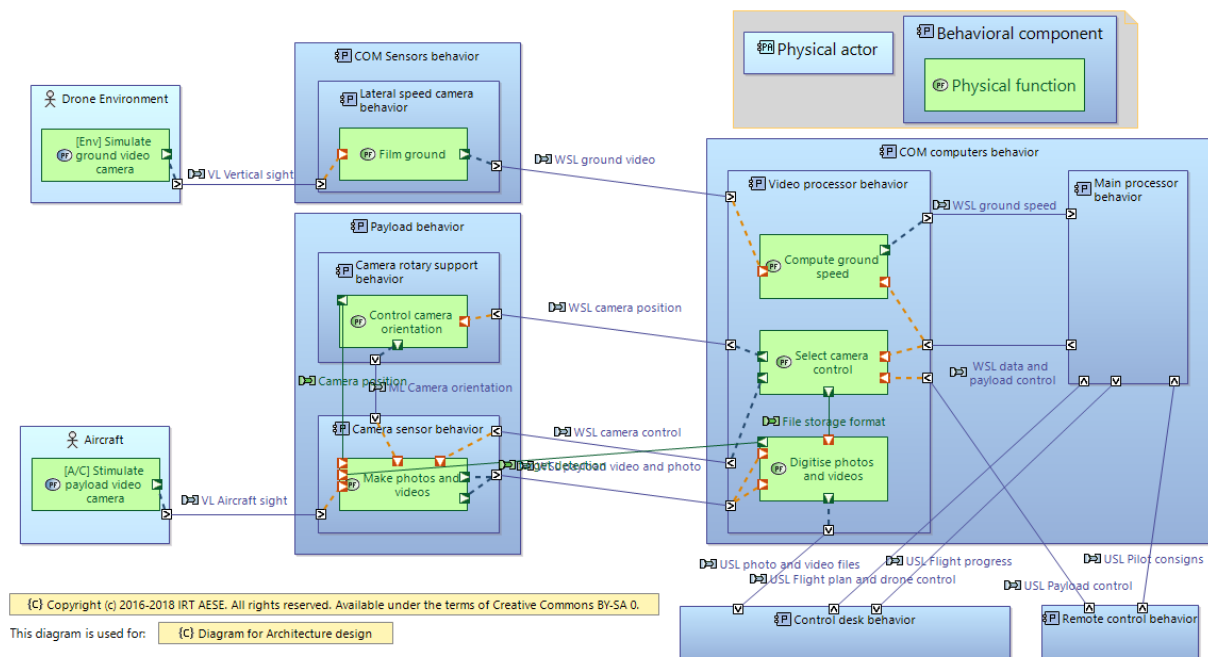 Physical actor
Behavioral component
Physical function
COM Sensors behavior
Lateral speed camera
behavior
Film ground
Drone Environment
[Env] Simulate
ground video
camera
VL Vertical sight
WSL ground video
COM computers behavior
Video processor behavior
Main processor
behavior
WSL ground speed
Compute ground
speed
Payload behavior
Camera rotary support
behavior
Control camera
orientation
WSL camera position
Select camera
control
WSL data and
payload control
Camera position
ML Camera orientation
File storage format
Camera sensor behavior
WSL camera control
WSL payload video and photo
Make photos and
videos
Digitise photos
and videos
Aircraft
[A/C] Stimulate
payload video
camera
VL Aircraft sight
USL photo and video files
USL Flight progress
USL Pilot consigns
USL Flight plan and drone control
USL Payload control
Control desk behavior
Remote control behavior
{C} Copyright (c) 2016-2018 IRT AESE. All rights reserved. Available under the terms of Creative Commons BY-SA 0.
This diagram is used for:
{C} Diagram for Architecture design